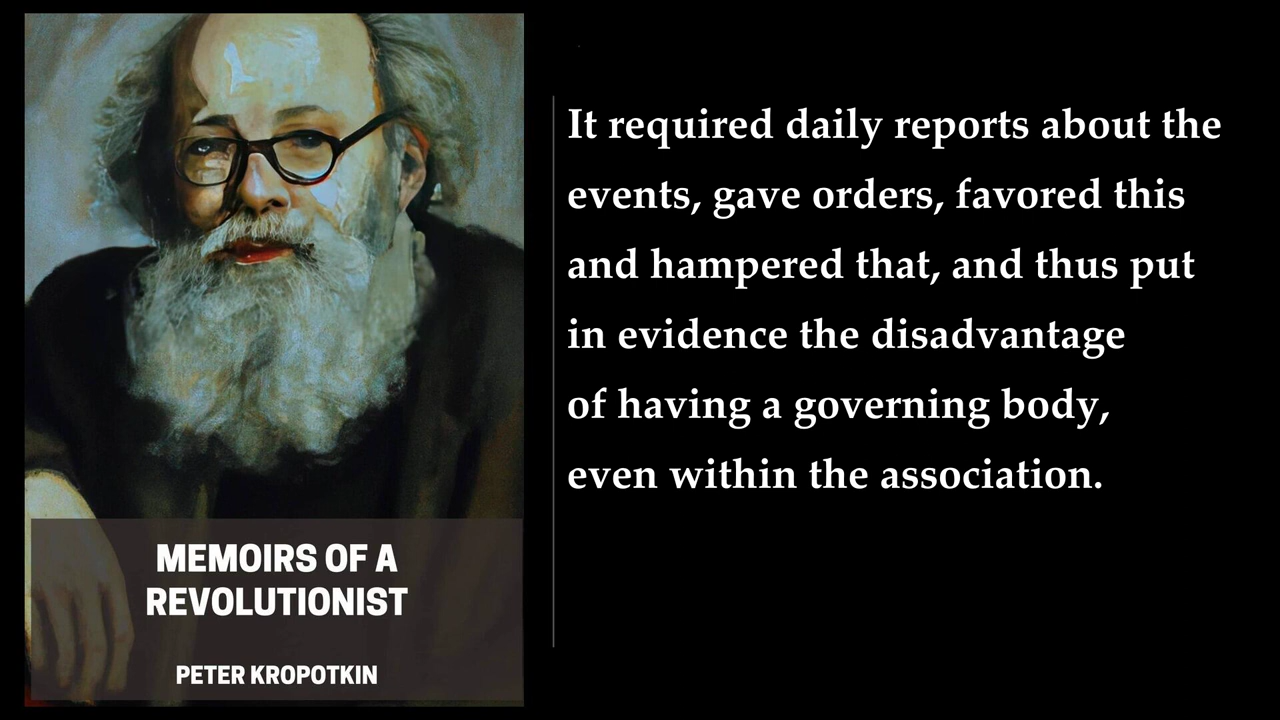 It required daily reports about the
events, gave orders, favored this
and hampered that, and thus put
in evidence the disadvantage
of having a governing body,
even within the association.
MEMOIRS OF A
REVOLUTIONIST
PETER KROPOTKIN